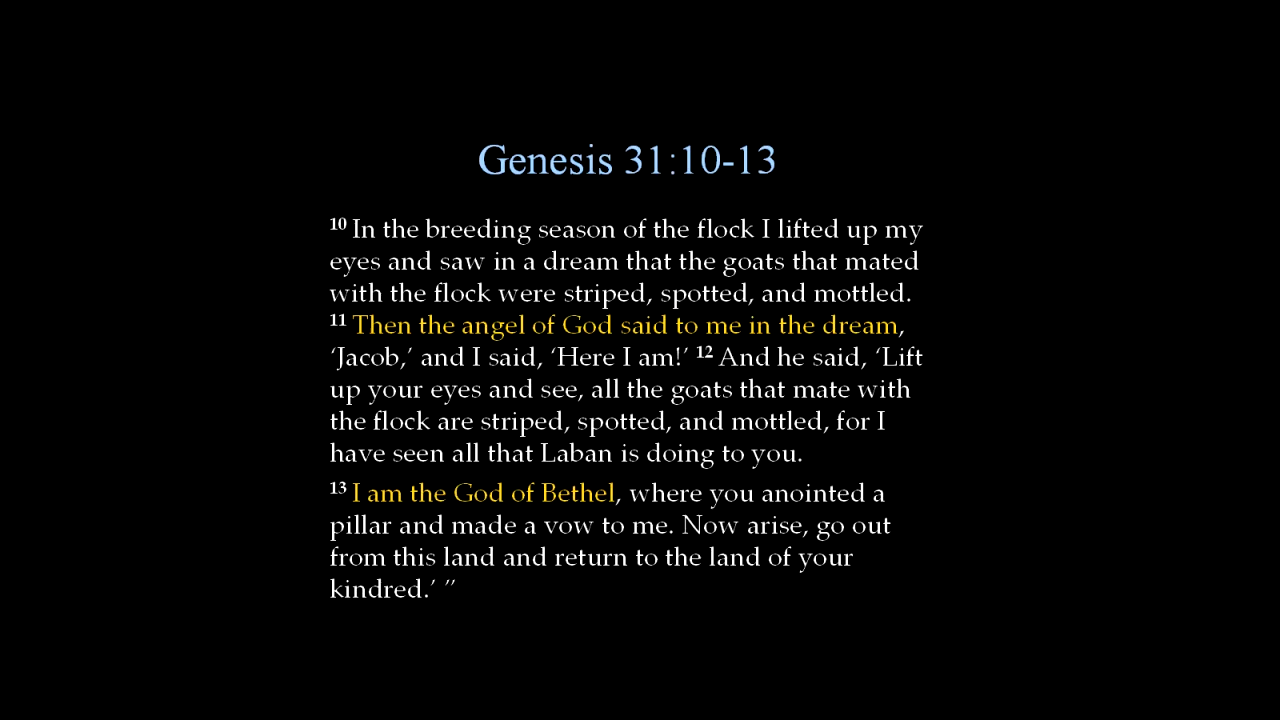 Genesis 31:10-13
10 In the breeding season of the flock I lifted up my
eyes and saw in a dream that the goats that mated
with the flock were striped, spotted, and mottled.
11 Then the angel of God said to me in the dream,
‘Jacob,’ and I said, ‘Here I am!’ 12 And he said, ‘Lift
up your eyes and see, all the goats that mate with
the flock are striped, spotted, and mottled, for I
have seen all that Laban is doing to you.
13 I am the God of Bethel, where you anointed a
pillar and made a vow to me. Now arise, go out
from this land and return to the land of your
kindred.’ ”